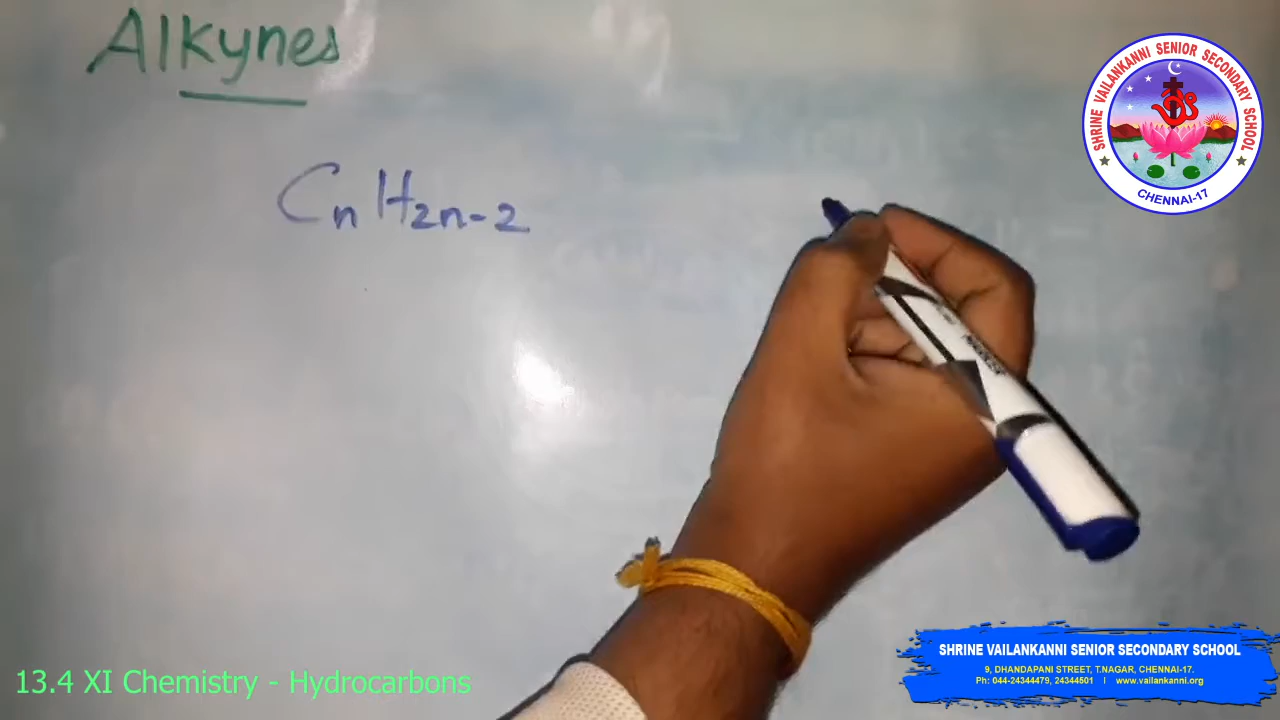 Alkynes
CnH2n-2
SHRINE VAILANKANNI SENIOR SECONDARY SCHOOL
CHENNAI-17
13.4 XI Chemistry - Hydrocarbons
SHRINE VAILANKANNI SENIOR SECONDARY SCHOOL
9, DHANDAPANI STREET, T.NAGAR, CHENNAI-17.
Ph: 044-24344479, 24344501 I www.vailankanni.org